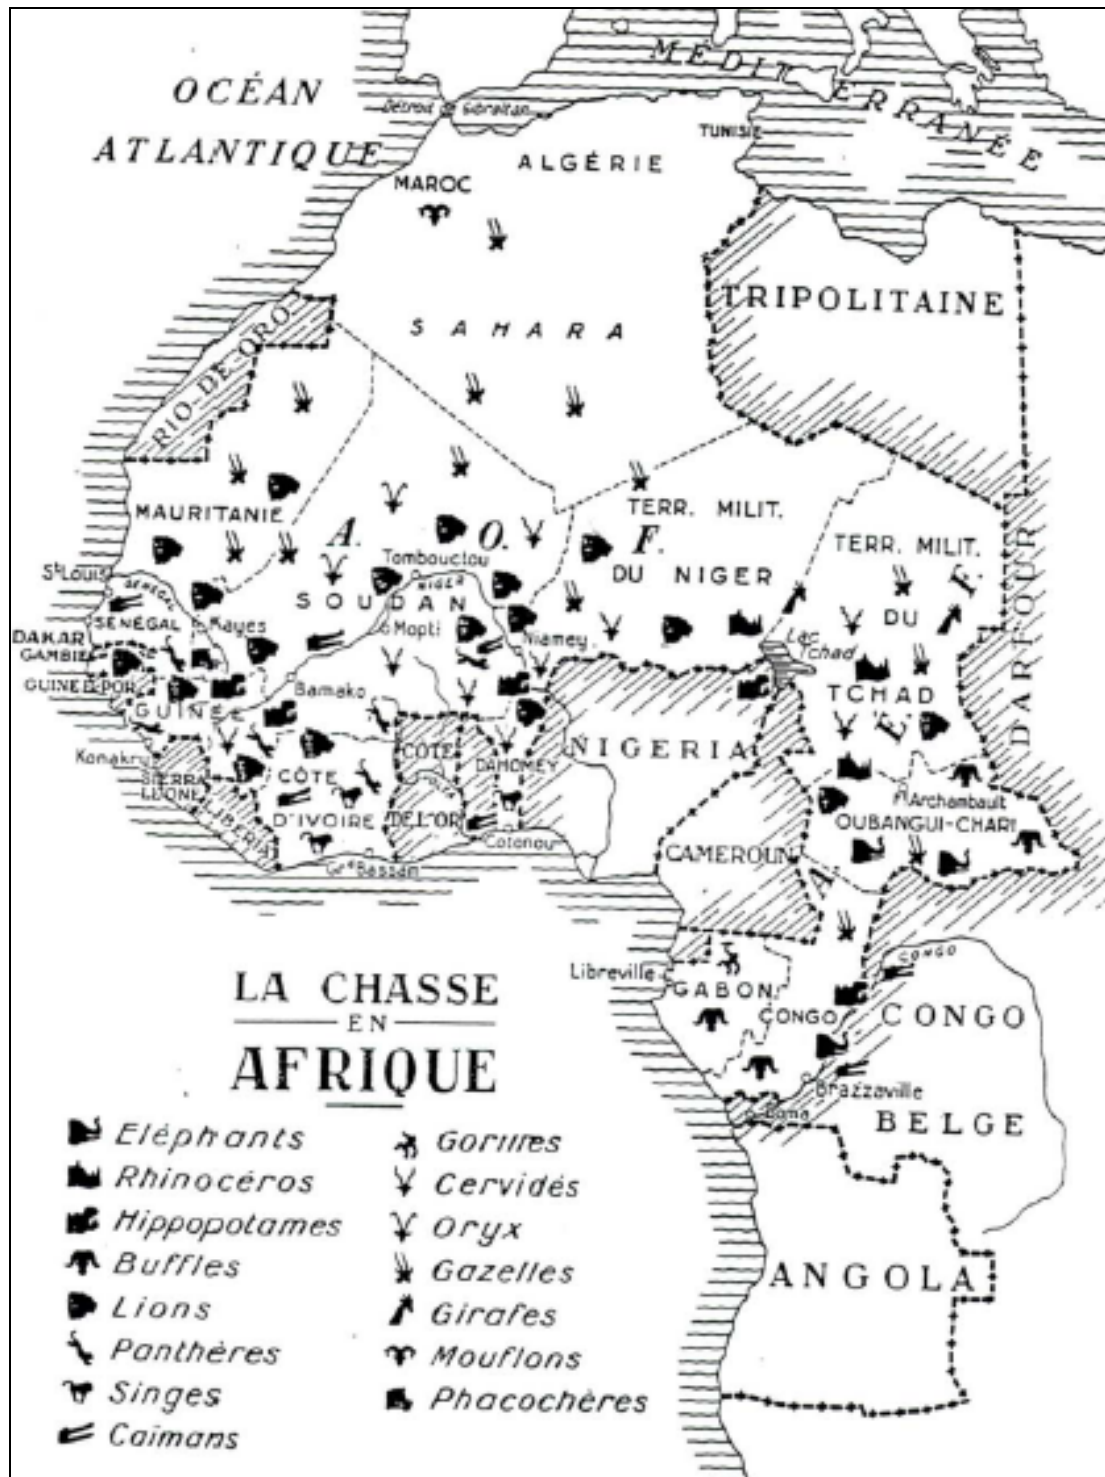 OCÉAN
ATLANTIQUE
MÉDITERRANÉE
Détroit de Gibraltar
TUNISIE
ALGÉRIE
MAROC
TRIPOLITAINE
SAHARA
RIO-DE-ORO
MAURITANIE
TERR. MILIT.
DU NIGER
A. O. F.
TERR. MILIT.
DU
TCHAD
A. E. F.
DARFOUR
Tombouctou
NIGER
St Louis
SÉNÉGAL
SOUDAN
SÉNÉGAL
Kayes
Mopti
Niamey
Lac
Tchad
DAKAR
GAMBIE
GUINÉE POR.
GUINÉE
Bamako
Konakry
SIERRA
LEONE
LIBERIA
CÔTE
D'IVOIRE
CÔTE
DE L'OR
DAHOMEY
NIGERIA
Cotonou
Gd Bassam
Archambault
OUBANGUI-CHARI
CAMEROUN
Libreville
GABON
CONGO
CONGO
CONGO
BELGE
Brazzaville
Boma
ANGOLA
LA CHASSE
EN
AFRIQUE
Eléphants
Rhinocéros
Hippopotames
Buffles
Lions
Panthères
Singes
Caïmans
Gorilles
Cervidés
Oryx
Gazelles
Girafes
Mouflons
Phacochères